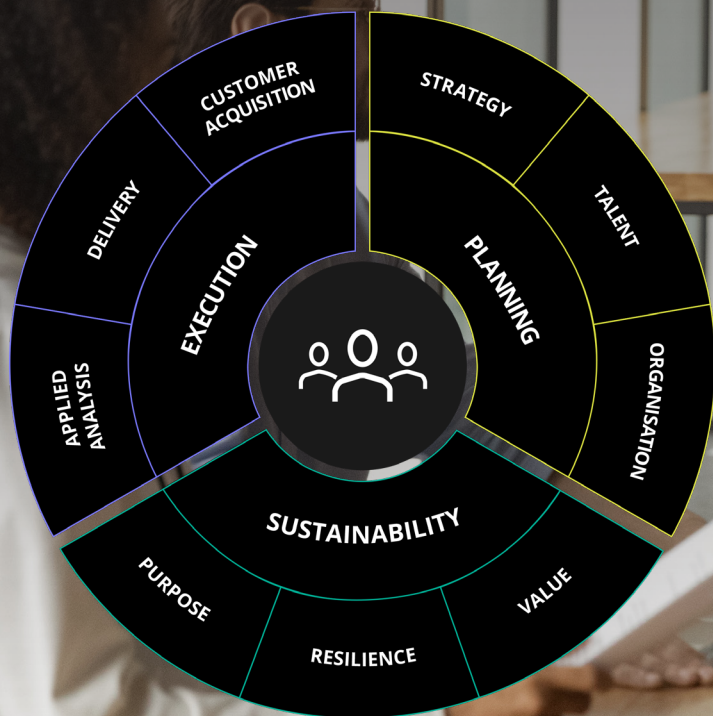 CUSTOMER
ACQUISITION
STRATEGY
DELIVERY
TALENT
EXECUTION
PLANNING
APPLIED
ANALYSIS
ORGANISATION
SUSTAINABILITY
PURPOSE
VALUE
RESILIENCE